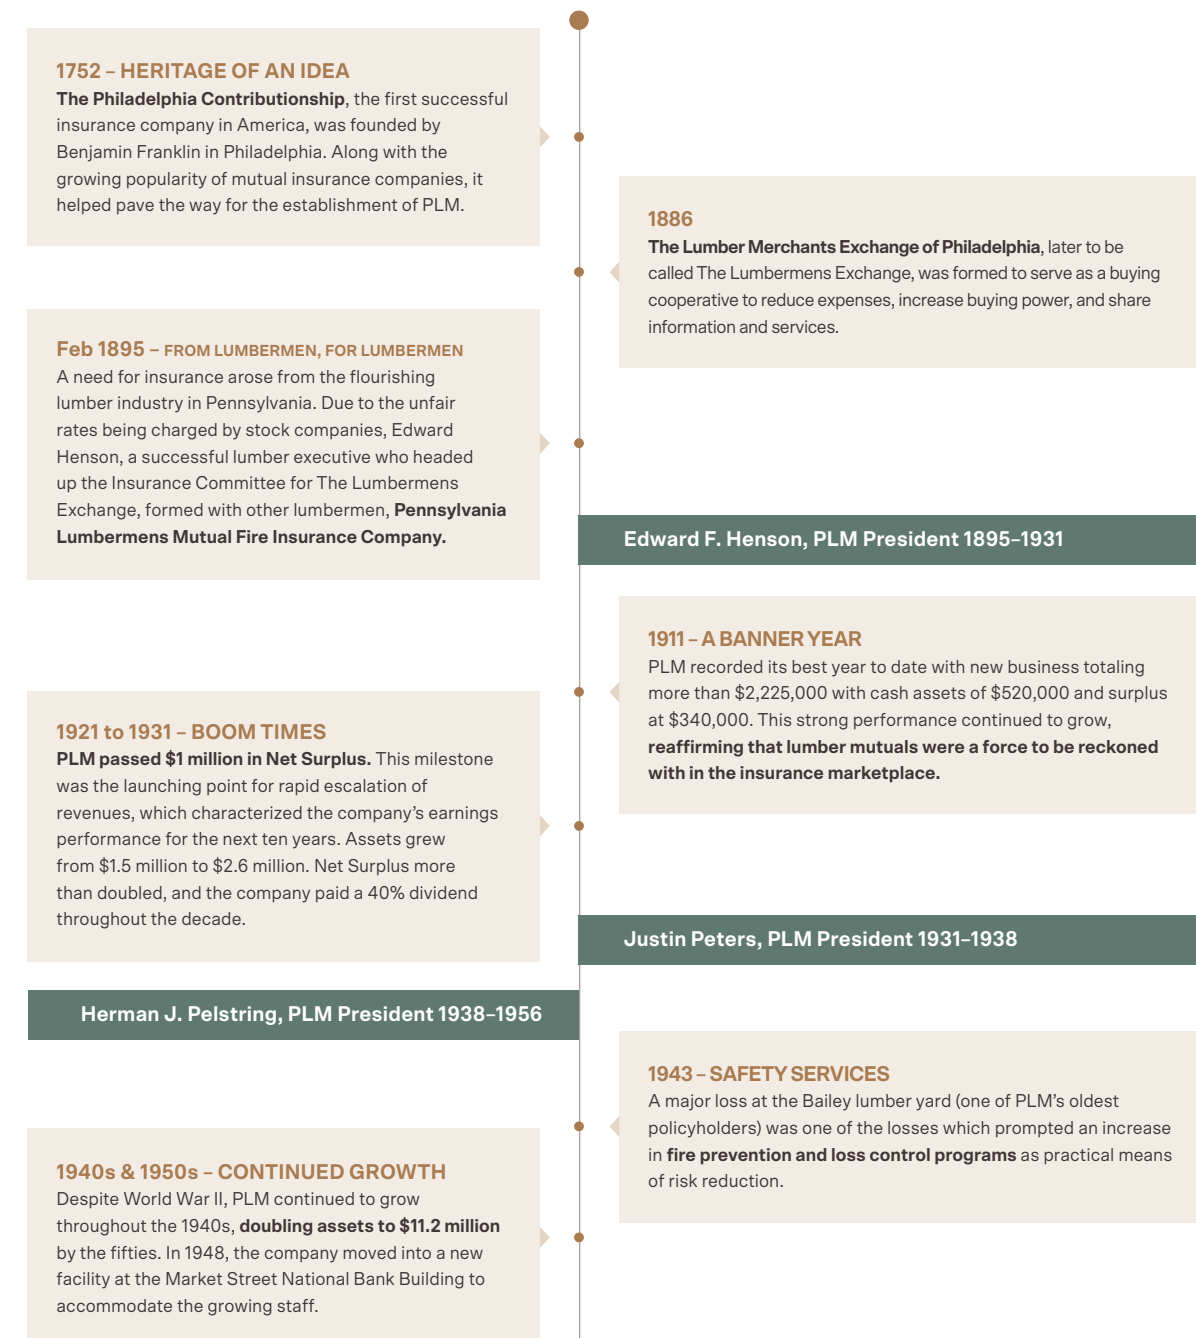 1752 – HERITAGE OF AN IDEA
The Philadelphia Contributionship, the first successful
insurance company in America, was founded by
Benjamin Franklin in Philadelphia. Along with the
growing popularity of mutual insurance companies, it
helped pave the way for the establishment of PLM.
1886
The Lumber Merchants Exchange of Philadelphia, later to be
called The Lumbermens Exchange, was formed to serve as a buying
cooperative to reduce expenses, increase buying power, and share
information and services.
Feb 1895 – FROM LUMBERMEN, FOR LUMBERMEN
A need for insurance arose from the flourishing
lumber industry in Pennsylvania. Due to the unfair
rates being charged by stock companies, Edward
Henson, a successful lumber executive who headed
up the Insurance Committee for The Lumbermens
Exchange, formed with other lumbermen, Pennsylvania
Lumbermens Mutual Fire Insurance Company.
Edward F. Henson, PLM President 1895–1931
1911 – A BANNER YEAR
PLM recorded its best year to date with new business totaling
more than $2,225,000 with cash assets of $520,000 and surplus
at $340,000. This strong performance continued to grow,
reaffirming that lumber mutuals were a force to be reckoned
with in the insurance marketplace.
1921 to 1931 – BOOM TIMES
PLM passed $1 million in Net Surplus. This milestone
was the launching point for rapid escalation of
revenues, which characterized the company’s earnings
performance for the next ten years. Assets grew
from $1.5 million to $2.6 million. Net Surplus more
than doubled, and the company paid a 40% dividend
throughout the decade.
Justin Peters, PLM President 1931–1938
Herman J. Pelstring, PLM President 1938–1956
1943 – SAFETY SERVICES
A major loss at the Bailey lumber yard (one of PLM’s oldest
policyholders) was one of the losses which prompted an increase
in fire prevention and loss control programs as practical means
of risk reduction.
1940s & 1950s – CONTINUED GROWTH
Despite World War II, PLM continued to grow
throughout the 1940s, doubling assets to $11.2 million
by the fifties. In 1948, the company moved into a new
facility at the Market Street National Bank Building to
accommodate the growing staff.